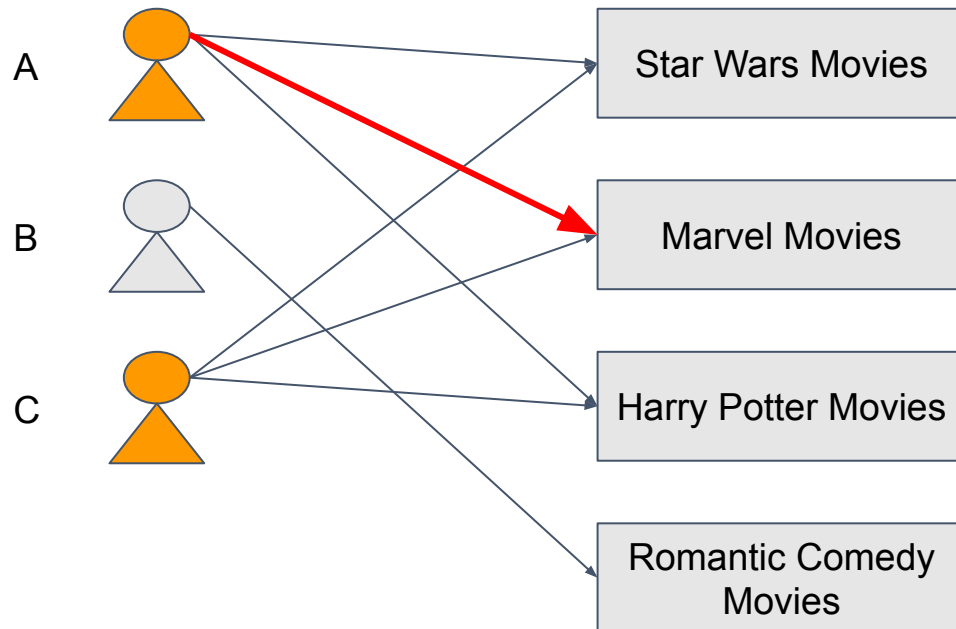 A
Star Wars Movies
B
Marvel Movies
C
Harry Potter Movies
Romantic Comedy
Movies